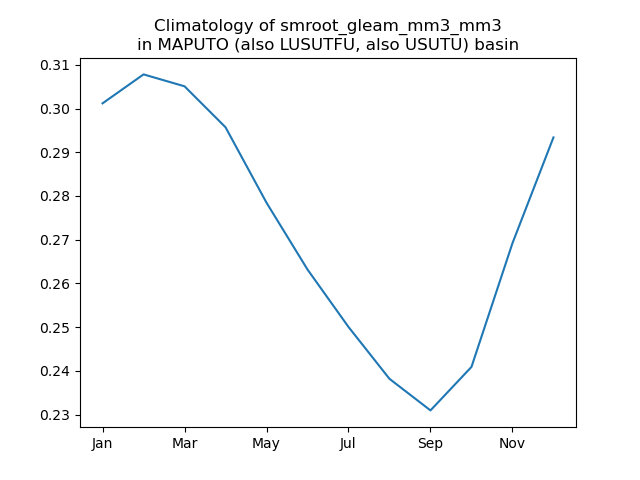 Climatology of smroot_gleam_mm3_mm3
in MAPUTO (also LUSUTFU, also USUTU) basin
0.31
0.30
0.29
0.28
0.27
0.26
0.25
0.24
0.23
Jan
Mar
May
Jul
Sep
Nov